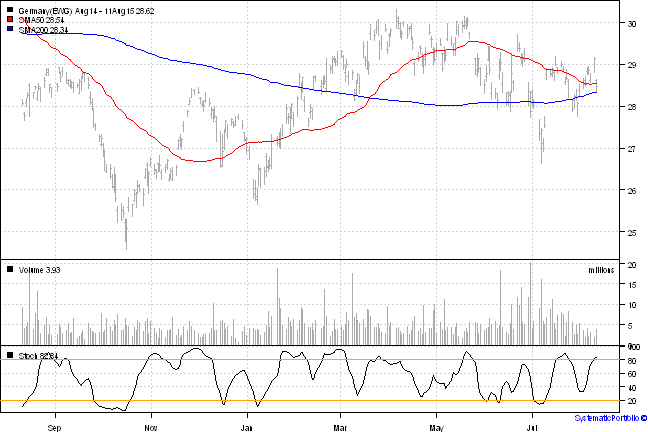 Germany(EWG) Aug14 - 11Aug15 28.62
SMA50 28.54
SMA200 28.34
30
29
28
27
26
25
Volume 3.93
millions
20
15
10
5
0
Stoch 82.84
100
80
60
40
20
Sep
Nov
Jan
Mar
May
Jul
SystematicPortfolio ©